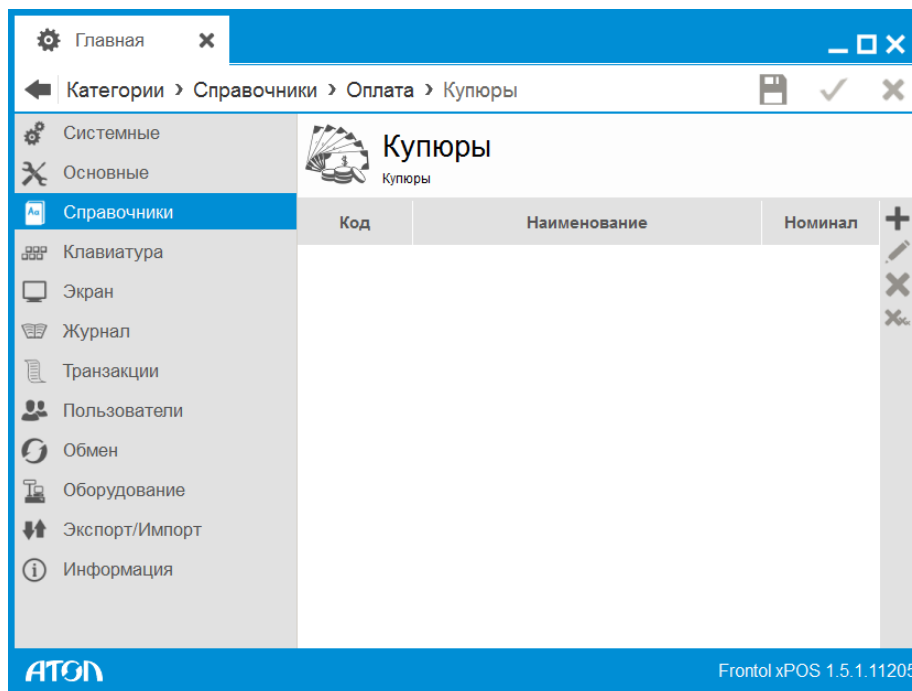 Главная
Категории › Справочники › Оплата › Купюры
Системные
Основные
Справочники
Клавиатура
Экран
Журнал
Транзакции
Пользователи
Обмен
Оборудование
Экспорт/Импорт
Информация
Купюры
Купюры
Код Наименование Номинал
ATOЛ Frontol xPOS 1.5.1.11205